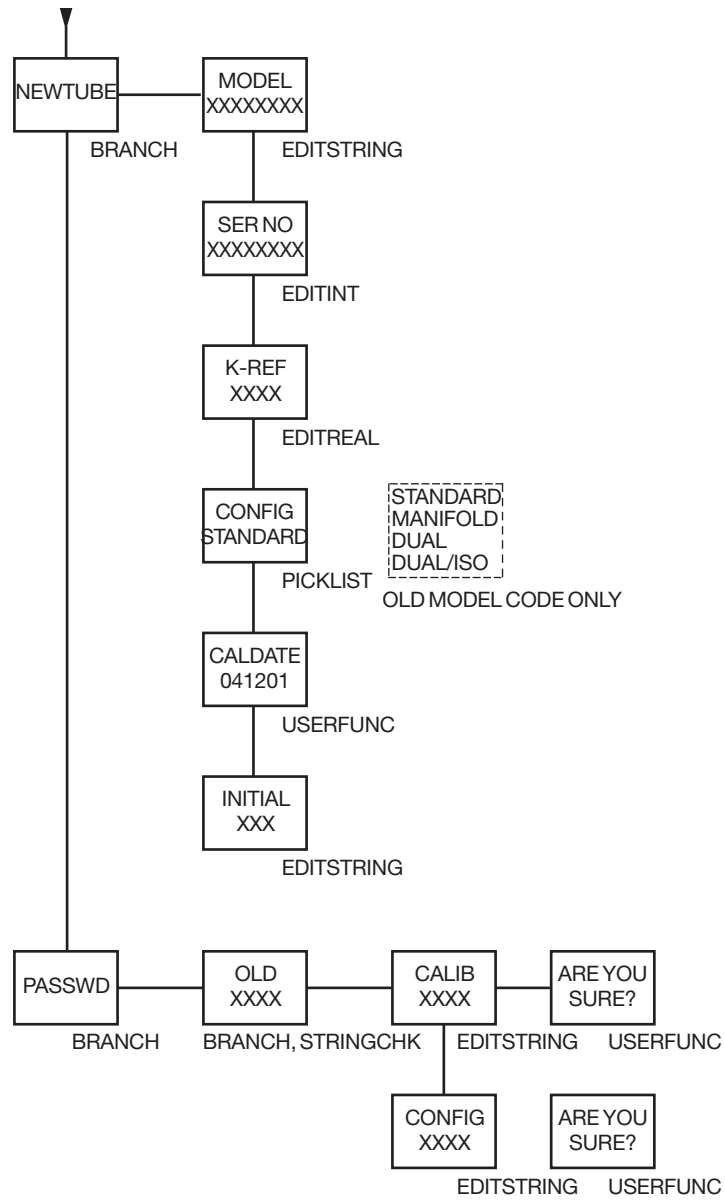 NEWTUBE
MODEL
XXXXXXXX
BRANCH
EDITSTRING
SER NO
XXXXXXXX
EDITINT
K-REF
XXXX
EDITREAL
CONFIG
STANDARD
PICKLIST
STANDARD
MANIFOLD
DUAL
DUAL/ISO
OLD MODEL CODE ONLY
CALDATE
041201
USERFUNC
INITIAL
XXX
EDITSTRING
PASSWD
BRANCH
OLD
XXXX
BRANCH, STRINGCHK
CALIB
XXXX
EDITSTRING
ARE YOU
SURE?
USERFUNC
CONFIG
XXXX
EDITSTRING
ARE YOU
SURE?
USERFUNC